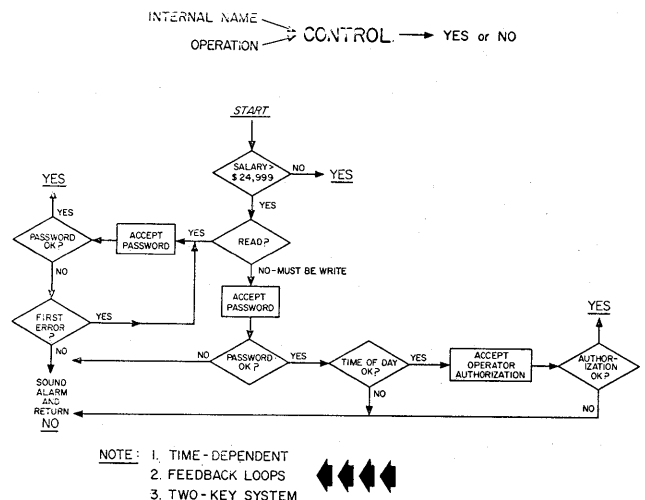 INTERNAL NAME
OPERATION
CONTROL
YES or NO
START
SALARY >
$24,999
NO
YES
YES
READ?
YES
ACCEPT
PASSWORD
PASSWORD
OK?
YES
YES
NO
FIRST
ERROR
?
YES
NO
SOUND
ALARM
AND
RETURN
NO
NO-MUST BE WRITE
ACCEPT
PASSWORD
PASSWORD
OK?
NO
YES
TIME OF DAY
OK?
YES
NO
ACCEPT
OPERATOR
AUTHORIZATION
AUTHOR-
IZATION
OK?
YES
NO
NOTE: 1. TIME-DEPENDENT
2. FEEDBACK LOOPS
3. TWO-KEY SYSTEM